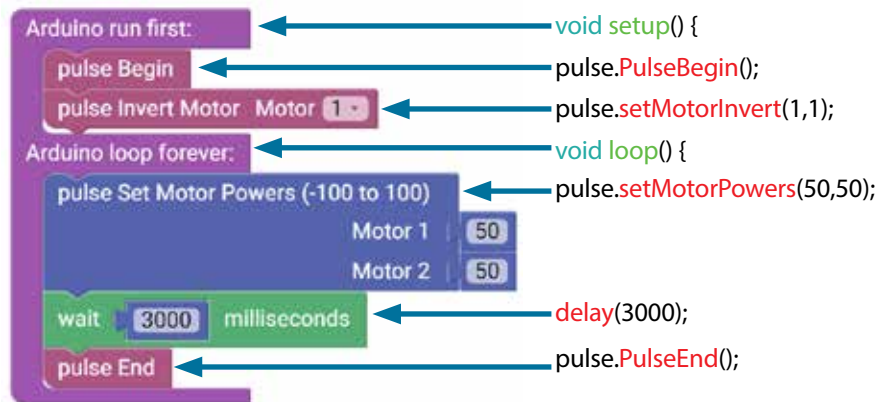 Arduino run first: void setup() {
pulse Begin pulse.PulseBegin();
pulse Invert Motor Motor 1 pulse.setMotorInvert(1,1);
Arduino loop forever: void loop() {
pulse Set Motor Powers (-100 to 100) pulse.setMotorPowers(50,50);
Motor 1 50
Motor 2 50
wait 3000 milliseconds delay(3000);
pulse End pulse.PulseEnd();